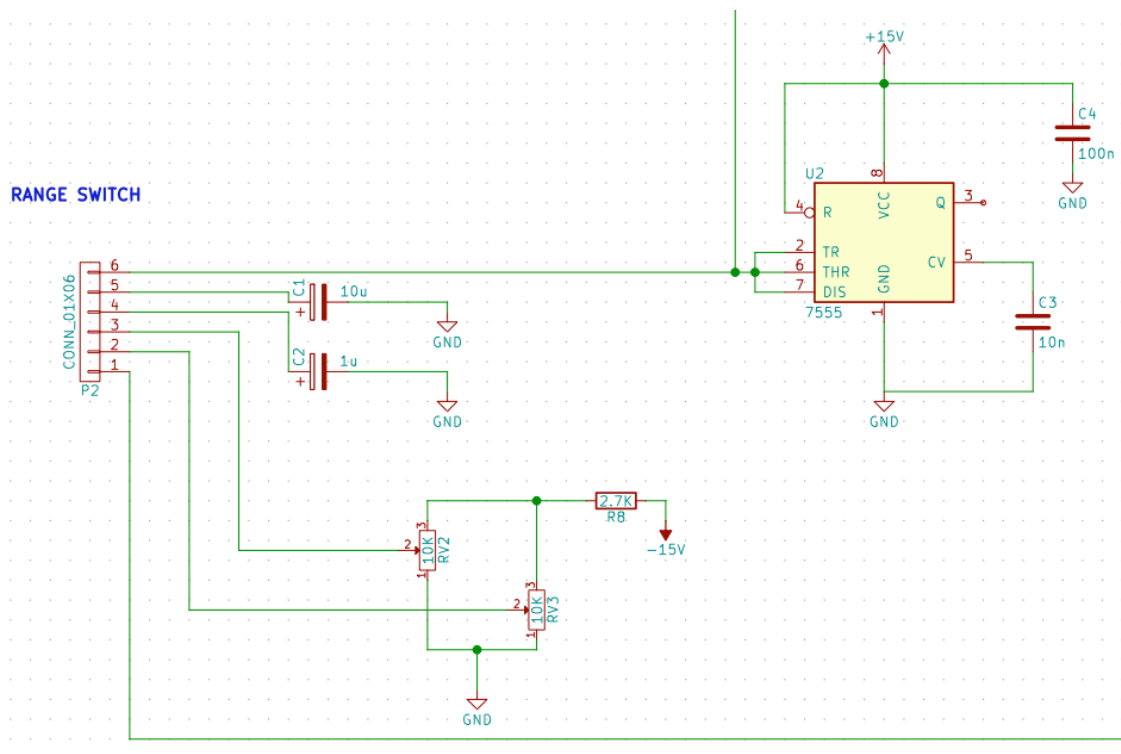 +15V
C4
100n
GND
U2
8
VCC
4
R
Q
3
2
TR
6
THR
CV
5
7
DIS
GND
1
7555
C3
10n
GND
RANGE SWITCH
6
5
4
3
2
1
CONN_01X06
P2
C1
10u
+
GND
C2
1u
+
GND
2.7K
R8
-15V
3
2
10K
RV2
1
3
2
10K
RV3
1
GND